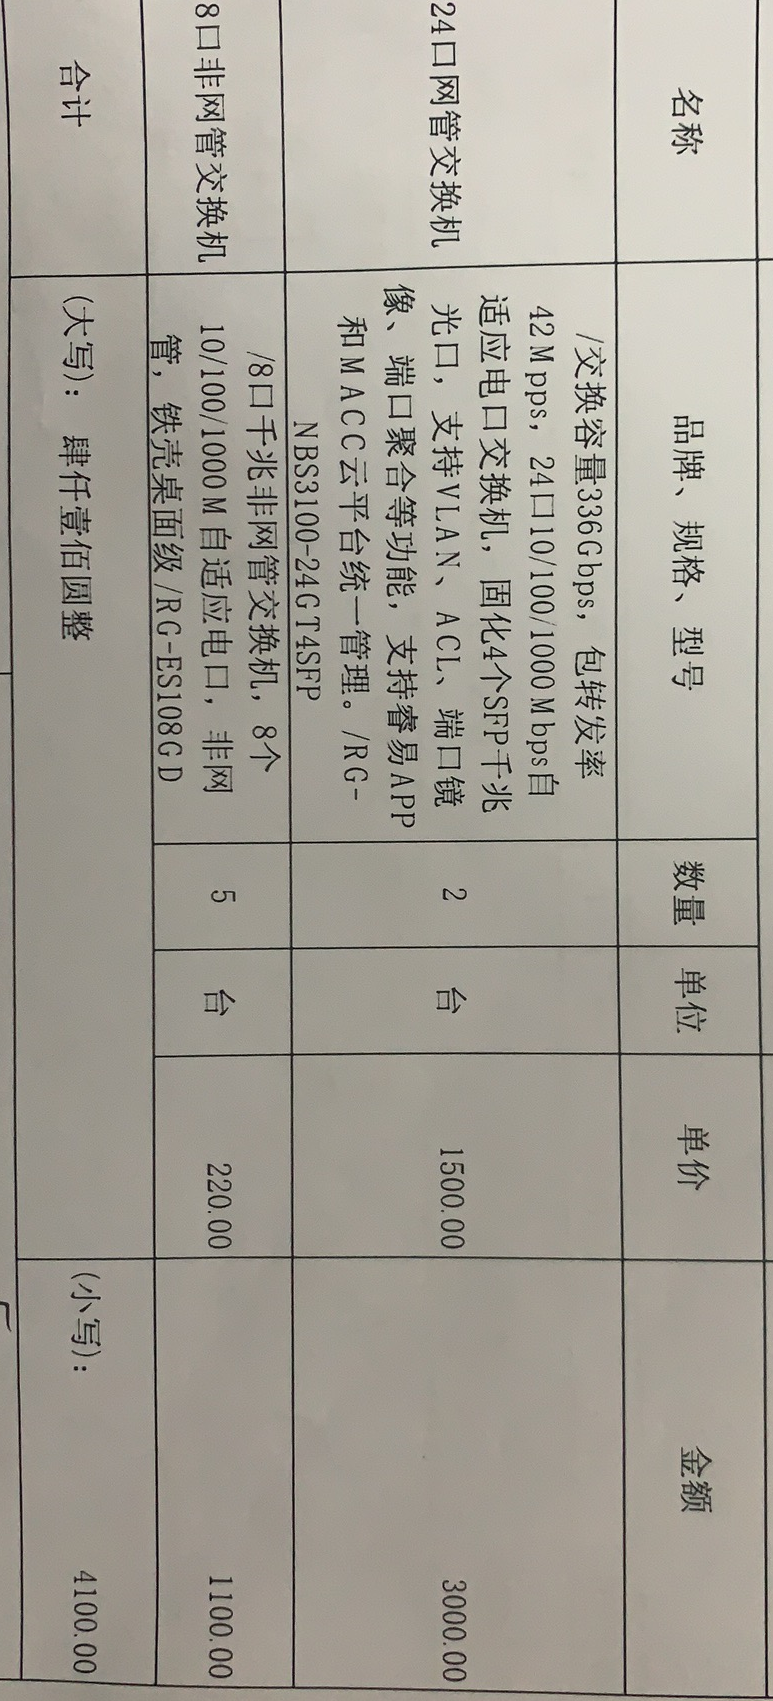 名称
品牌、规格、型号
数量
单位
单价
金额
24口网管交换机
/交换容量336Gbps，包转发率
42Mpps，24口10/100/1000Mbps自
适应电口交换机，固化4个SFP千兆
光口，支持VLAN、ACL、端口镜
像、端口聚合等功能，支持睿易APP
和MACC云平台统一管理。/RG-
NBS3100-24GT4SFP
2
台
1500.00
3000.00
8口非网管交换机
/8口千兆非网管交换机，8个
10/100/1000M自适应电口，非网
管，铁壳桌面级/RG-ES108GD
5
台
220.00
1100.00
合计
(大写)：肆仟壹佰圆整
(小写)：
4100.00